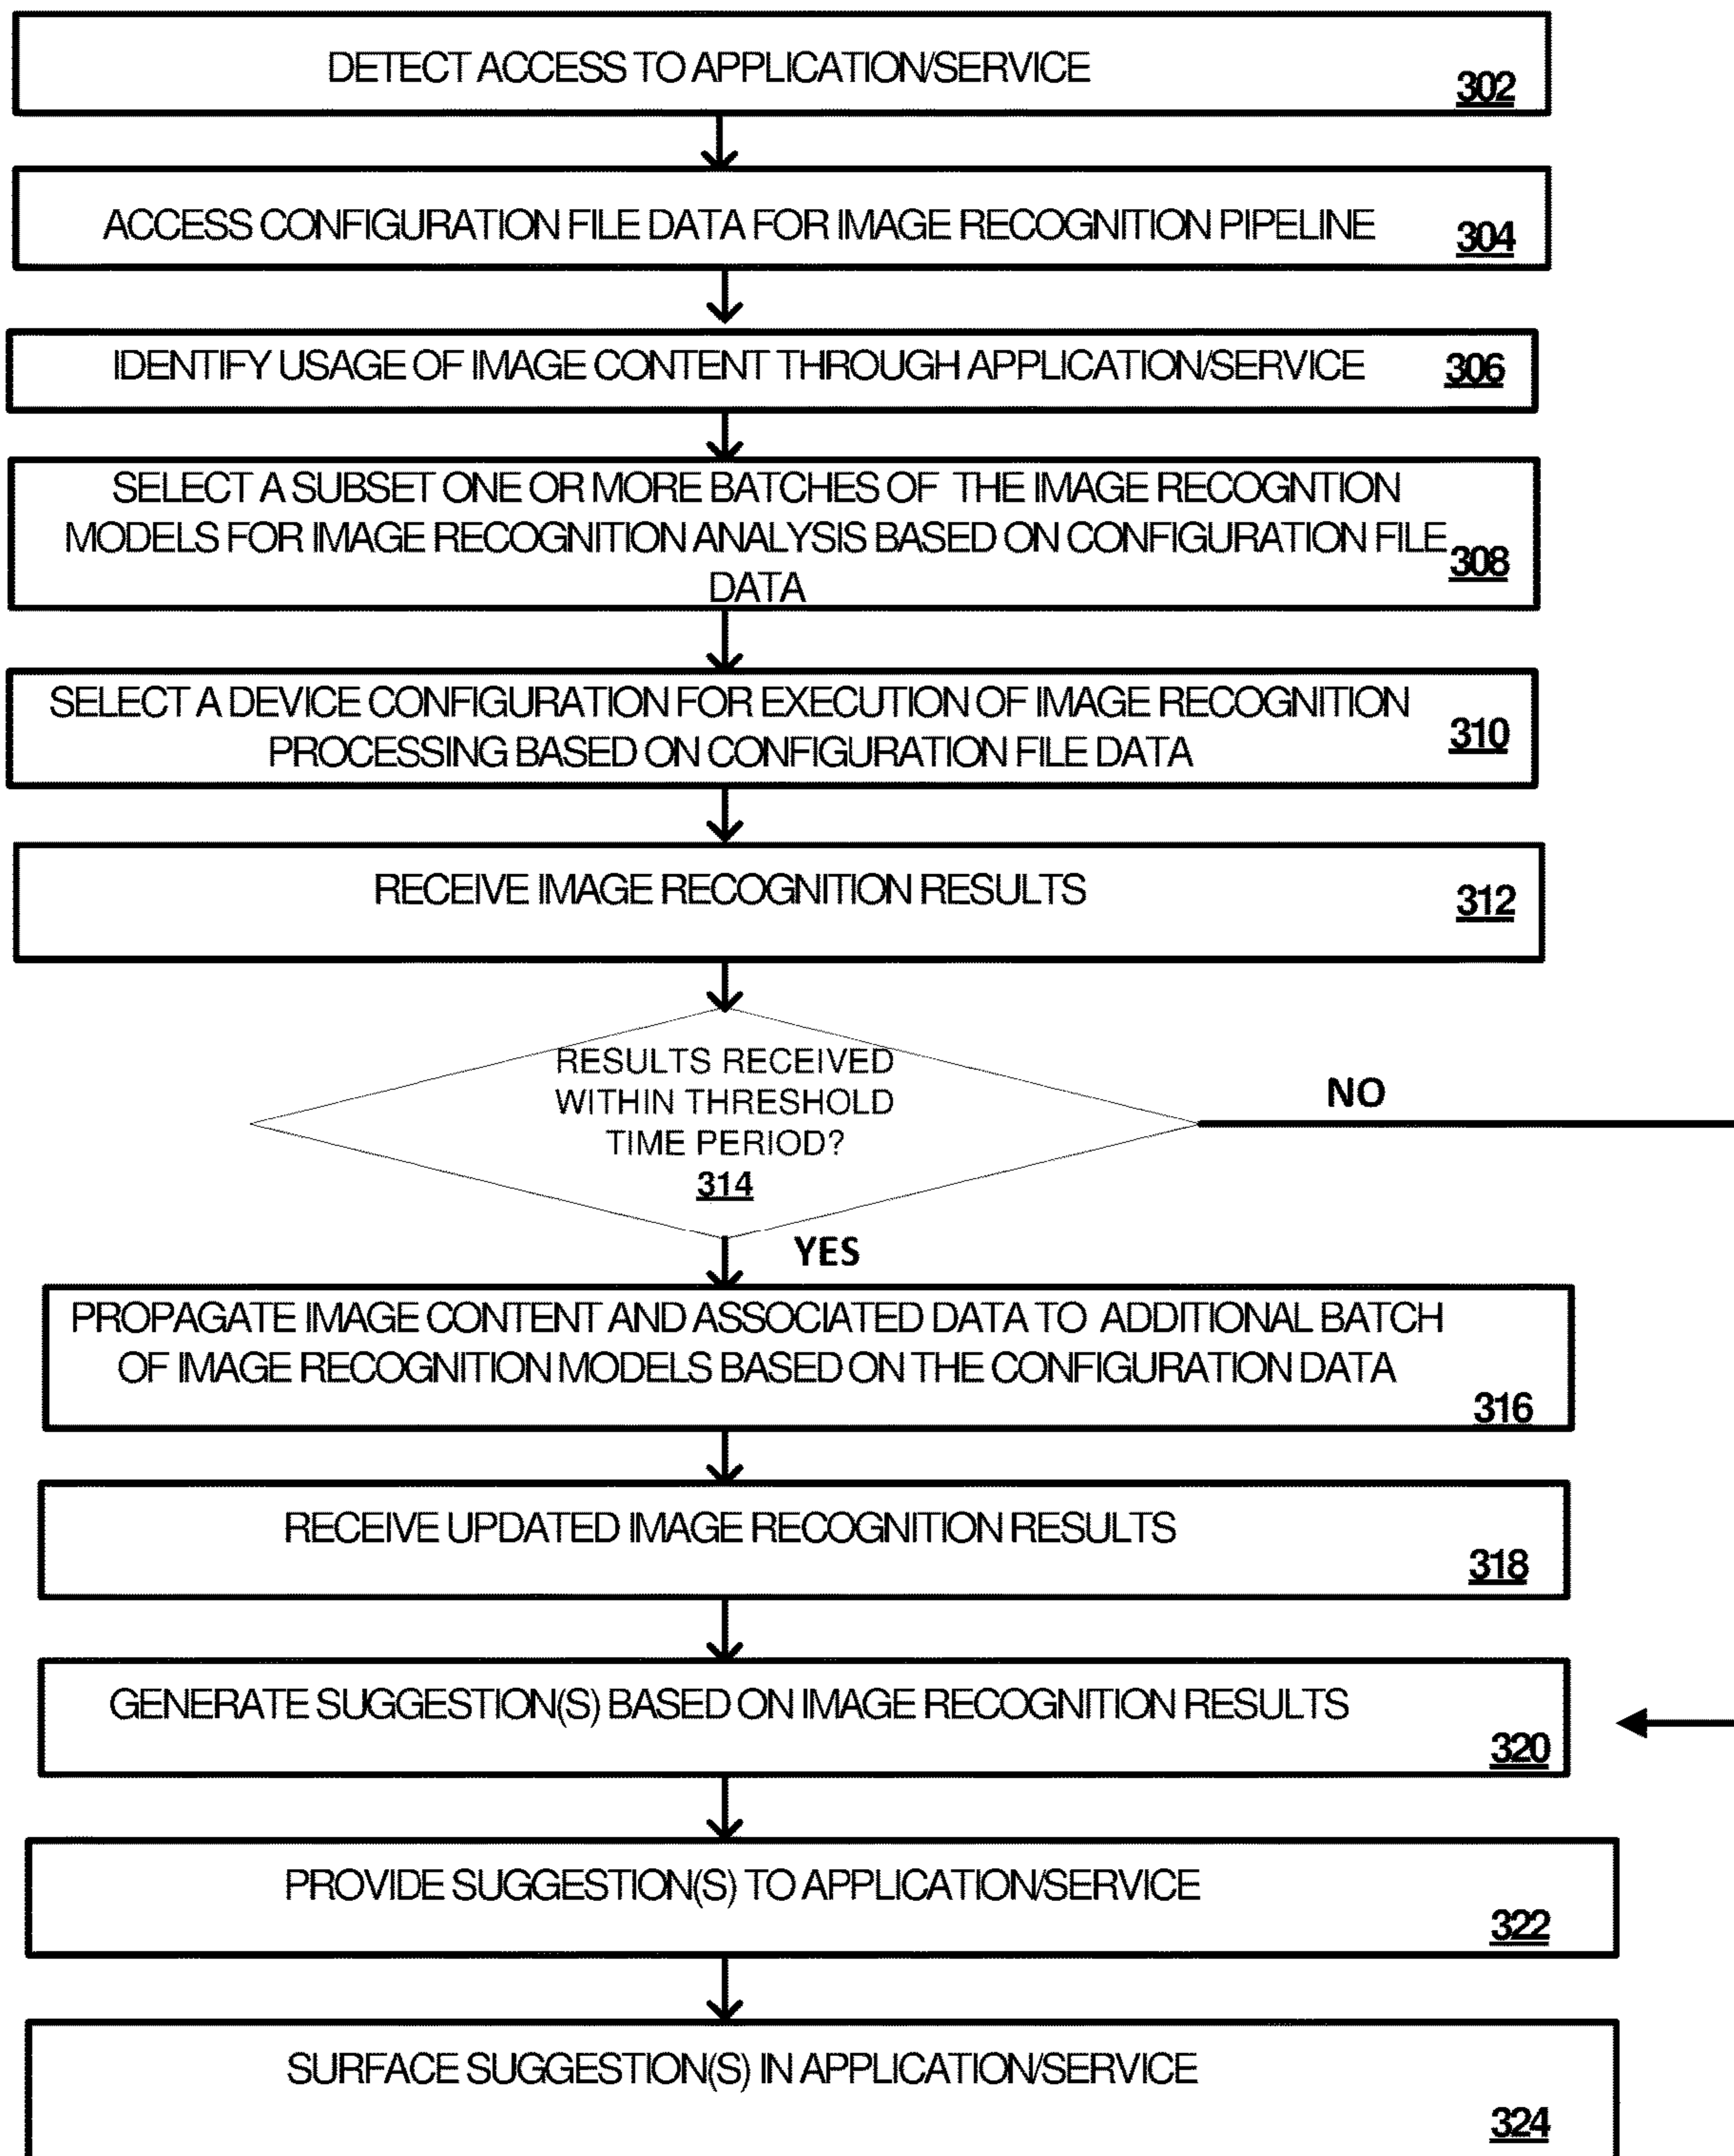 DETECT ACCESS TO APPLICATION/SERVICE
302
ACCESS CONFIGURATION FILE DATA FOR IMAGE RECOGNITION PIPELINE
304
IDENTIFY USAGE OF IMAGE CONTENT THROUGH APPLICATION/SERVICE
306
SELECT A SUBSET ONE OR MORE BATCHES OF THE IMAGE RECOGNTION
MODELS FOR IMAGE RECOGNITION ANALYSIS BASED ON CONFIGURATION FILE
DATA
308
SELECT A DEVICE CONFIGURATION FOR EXECUTION OF IMAGE RECOGNITION
PROCESSING BASED ON CONFIGURATION FILE DATA
310
RECEIVE IMAGE RECOGNITION RESULTS
312
RESULTS RECEIVED
WITHIN THRESHOLD
TIME PERIOD?
314
NO
YES
PROPAGATE IMAGE CONTENT AND ASSOCIATED DATA TO ADDITIONAL BATCH
OF IMAGE RECOGNITION MODELS BASED ON THE CONFIGURATION DATA
316
RECEIVE UPDATED IMAGE RECOGNITION RESULTS
318
GENERATE SUGGESTION(S) BASED ON IMAGE RECOGNITION RESULTS
320
PROVIDE SUGGESTION(S) TO APPLICATION/SERVICE
322
SURFACE SUGGESTION(S) IN APPLICATION/SERVICE
324